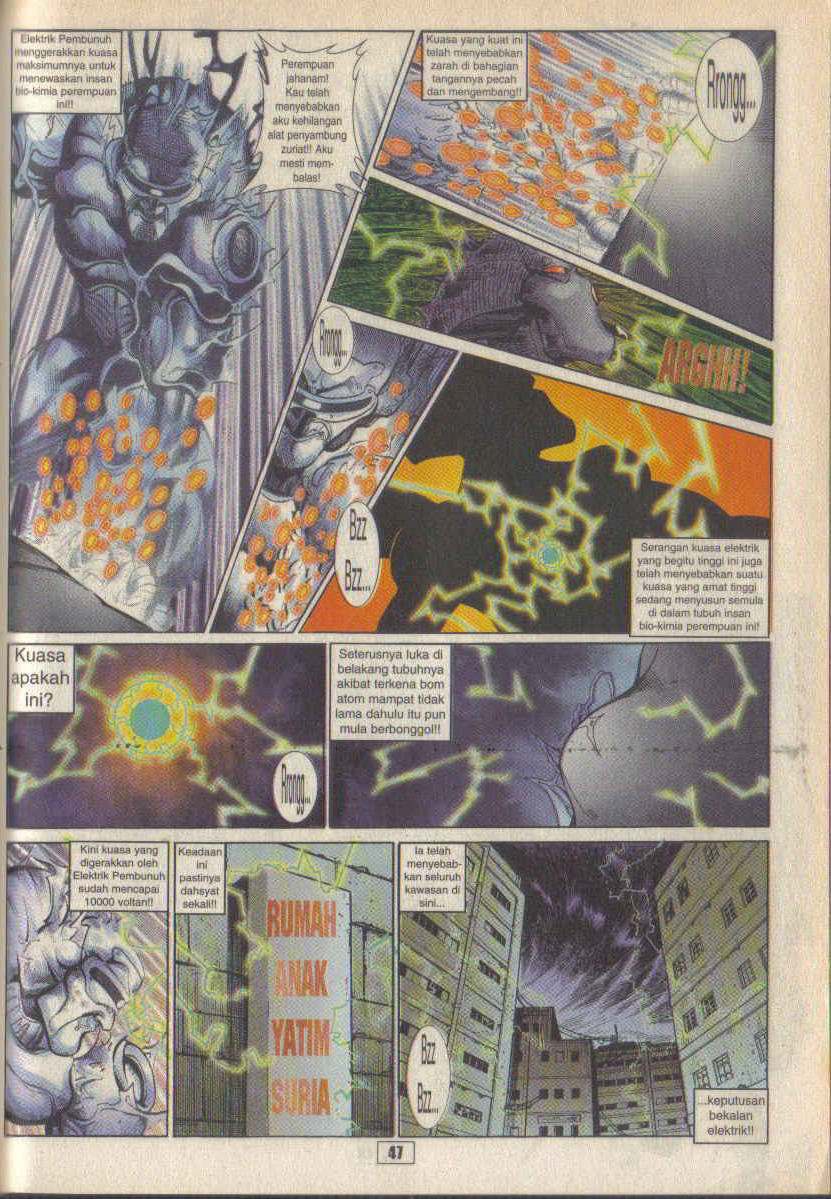 Elektrik Pembunuh
menggerakkan kuasa
maksimumnya untuk
menewaskan insan
bio-kimia perempuan
ini!!
Perempuan
jahanam!
Kau telah
menyebabkan
aku kehilangan
alat penyambung
zuriat!! Aku
mesti mem-
balas!
Kuasa yang kuat ini
telah menyebabkan
zarah di bahagian
tangannya pecah
dan mengembang!!
Rrongg...
ARGHH!
Rrongg...
Bzz
Bzz...
Serangan kuasa elektrik
yang begitu tinggi ini juga
telah menyebabkan suatu
kuasa yang amat tinggi
sedang menyusun semula
di dalam tubuh insan
bio-kimia perempuan ini!
Kuasa
apakah
ini?
Rrongg...
Seterusnya luka di
belakang tubuhnya
akibat terkena bom
atom mampat tidak
lama dahulu itu pun
mula berbonggol!!
Kini kuasa yang
digerakkan oleh
Elektrik Pembunuh
sudah mencapai
10000 voltan!!
Keadaan
ini
pastinya
dahsyat
sekali!!
RUMAH
ANAK
YATIM
SURIA
Ia telah
menyebab-
kan seluruh
kawasan di
sini...
Bzz
Bzz...
...keputusan
bekalan
elektrik!!
47